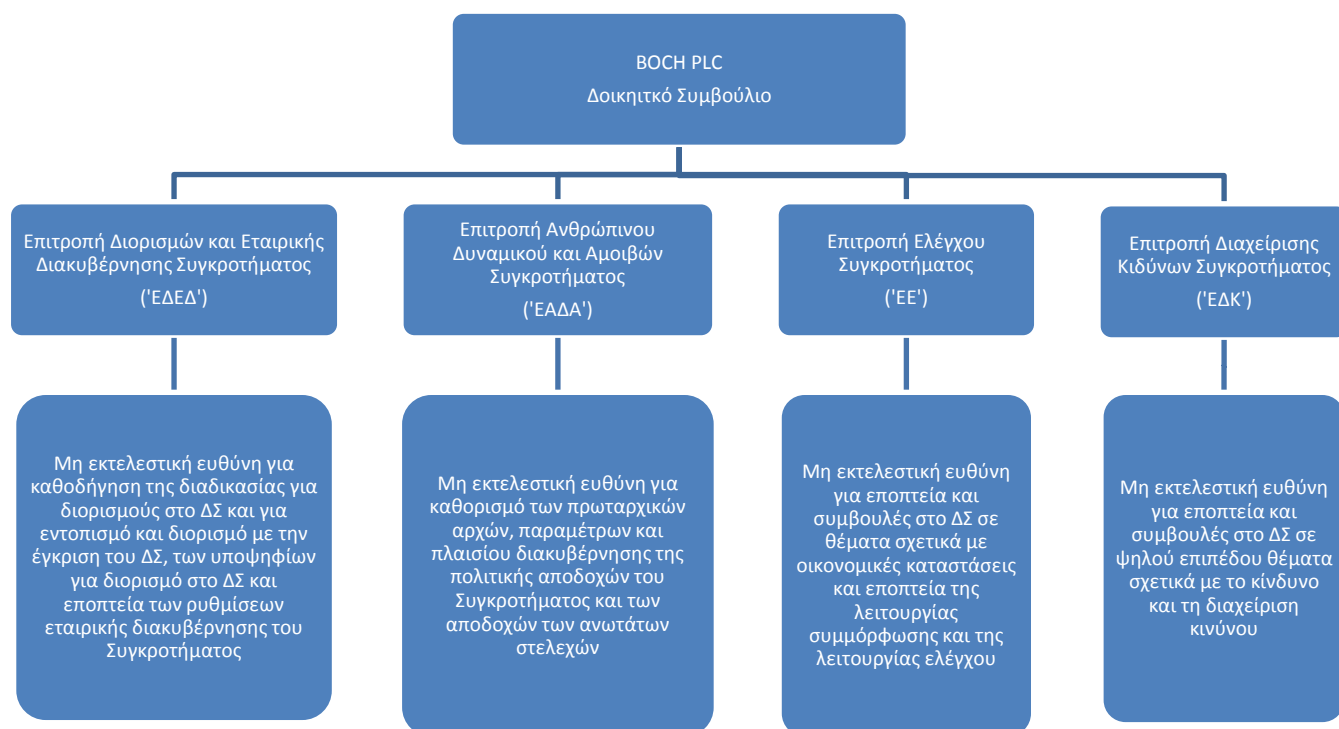 BOCH PLC
Δοικηιτκό Συμβούλιο
Επιτροπή Διορισμών και Εταιρικής
Διακυβέρνησης Συγκροτήματος
('ΕΔΕΔ')
Επιτροπή Ανθρώπινου
Δυναμικού και Αμοιβών
Συγκροτήματος
('ΕΑΔΑ')
Επιτροπή Ελέγχου
Συγκροτήματος
('ΕΕ')
Επιτροπή Διαχείρισης
Κιδύνων Συγκροτήματος
('ΕΔΚ')
Μη εκτελεστική ευθύνη για
καθοδήγηση της διαδικασία για
διορισμούς στο ΔΣ και για
εντοπισμό και διορισμό με την
έγκριση του ΔΣ, των υποψηφίων
για διορισμό στο ΔΣ και
εποπτεία των ρυθμίσεων
εταιρική διακυβέρνησης του
Συγκροτήματος
Μη εκτελεστική ευθύνη για
καθορισμό των πρωταρχικών
αρχών, παραμέτρων και
πλαισίου διακυβέρνησης της
πολιτικής αποδοχών του
Συγκροτήματος και των
αποδοχών των ανωτάτων
στελεχών
Μη εκτελεστική ευθύνη
για εποπτεία και
συμβουλές στο ΔΣ σε
θέματα σχετικά με
οικονομικές καταστάσεις
και εποπτεία της
λειτουργία
συμμόρφωσης και της
λειτουργίας ελέγχου
Μη εκτελεστική ευθύνη
για εποπτεία και
συμβουλές στο ΔΣ σε
ψηλού επιπέδου θέματα
σχετικά με το κίνδυνο
και τη διαχείριση
κινύνου